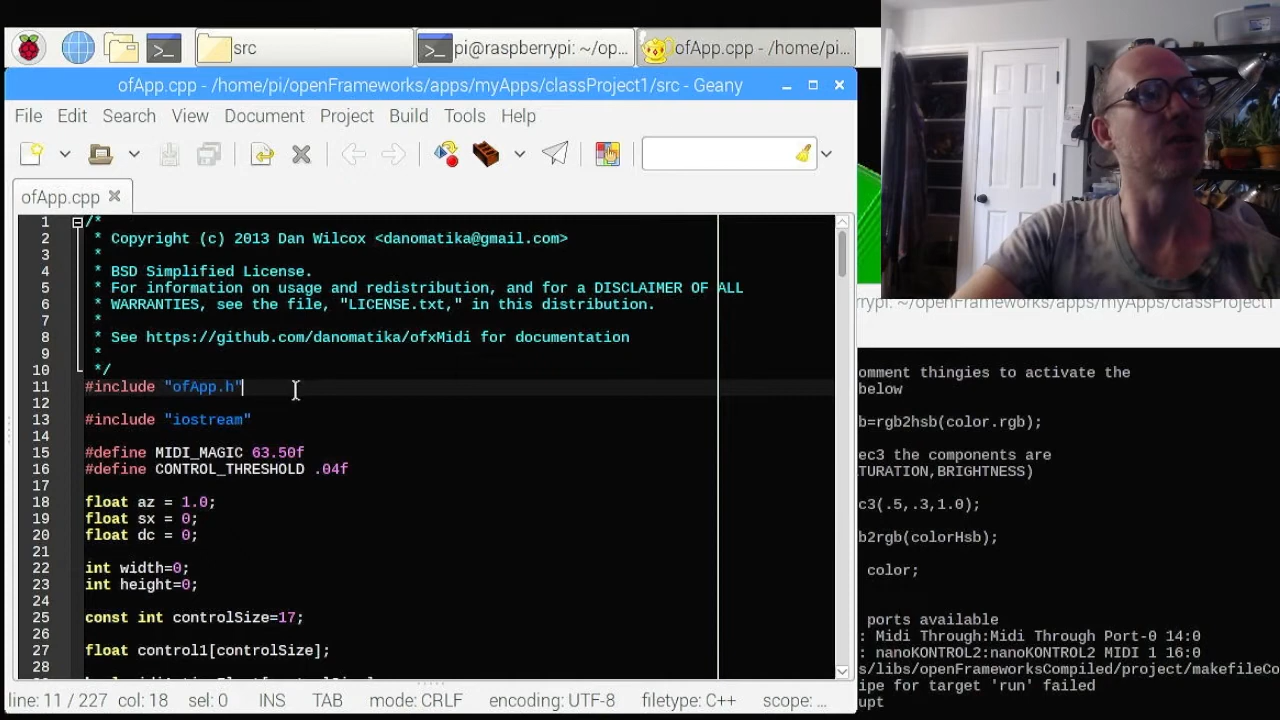 src
pi@raspberrypi: ~/op...
ofApp.cpp - /home/pi...
ofApp.cpp - /home/pi/openFrameworks/apps/myApps/classProject1/src - Geany
File Edit Search View Document Project Build Tools Help
ofApp.cpp
1 /*
2 * Copyright (c) 2013 Dan Wilcox <danomatika@gmail.com>
3 *
4 * BSD Simplified License.
5 * For information on usage and redistribution, and for a DISCLAIMER OF ALL
6 * WARRANTIES, see the file, "LICENSE.txt," in this distribution.
7 *
8 * See https://github.com/danomatika/ofxMidi for documentation
9 *
10 */
11 #include "ofApp.h"
12
13 #include "iostream"
14
15 #define MIDI_MAGIC 63.50f
16 #define CONTROL_THRESHOLD .04f
17
18 float az = 1.0;
19 float sx = 0;
20 float dc = 0;
21
22 int width=0;
23 int height=0;
24
25 const int controlSize=17;
26
27 float control1[controlSize];
28
line: 11 / 227 col: 18 sel: 0 INS TAB mode: CRLF encoding: UTF-8 filetype: C++ scope: ...
rrypi: ~/openFrameworks/apps/myApps/classProject1
omment thingies to activate the
below
b=rgb2hsb(color.rgb);
ec3 the components are
TURATION,BRIGHTNESS)
c3(.5,.3,1.0);
b2rgb(colorHsb);
color;
ports available
: Midi Through:Midi Through Port-0 14:0
: nanoKONTROL2:nanoKONTROL2 MIDI 1 16:0
s/libs/openFrameworksCompiled/project/makefileCo
ipe for target 'run' failed
upt